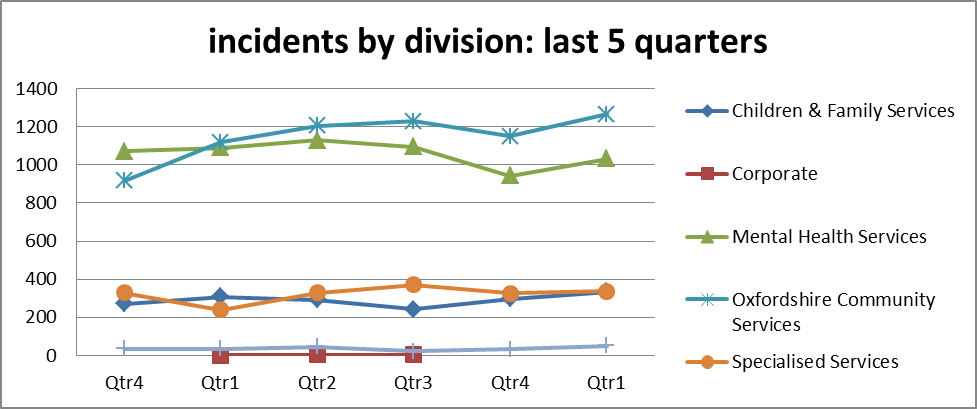 incidents by division: last 5 quarters
1400
1200
1000
800
600
400
200
0
Qtr4 Qtr1 Qtr2 Qtr3 Qtr4 Qtr1
Children & Family Services
Corporate
Mental Health Services
Oxfordshire Community
Services
Specialised Services